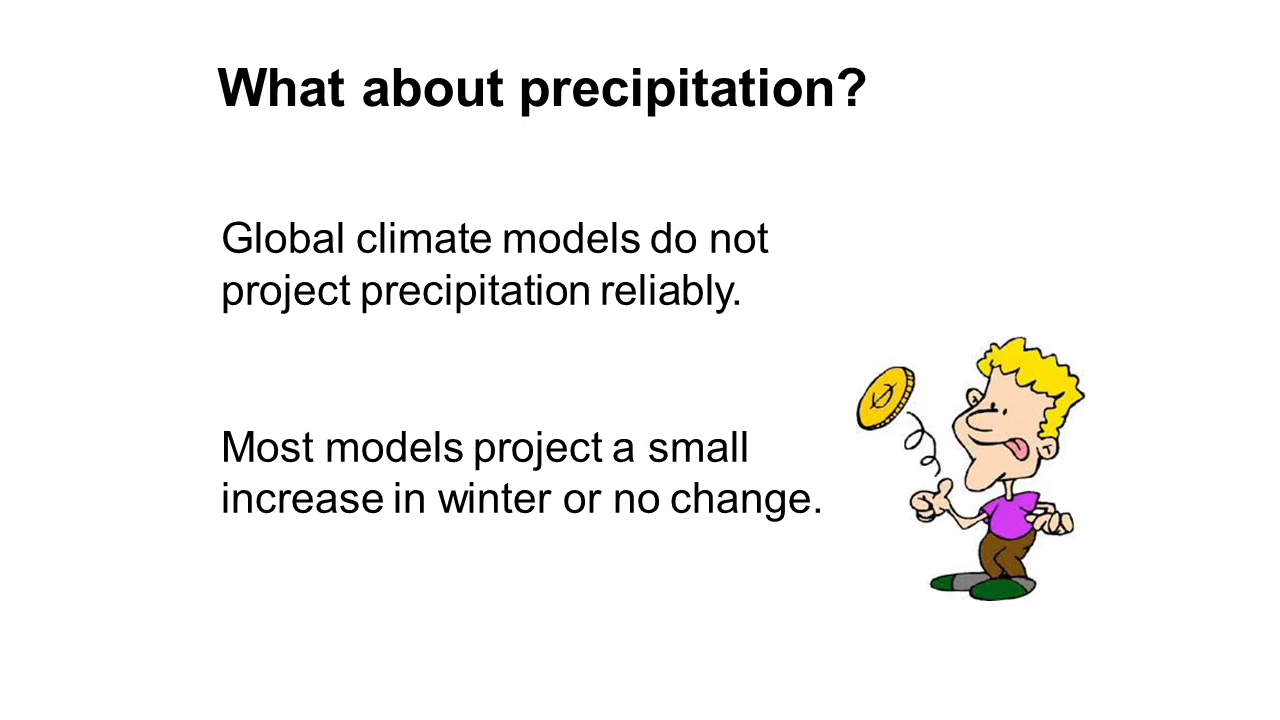 What about precipitation?
Global climate models do not
project precipitation reliably.
Most models project a small
increase in winter or no change.